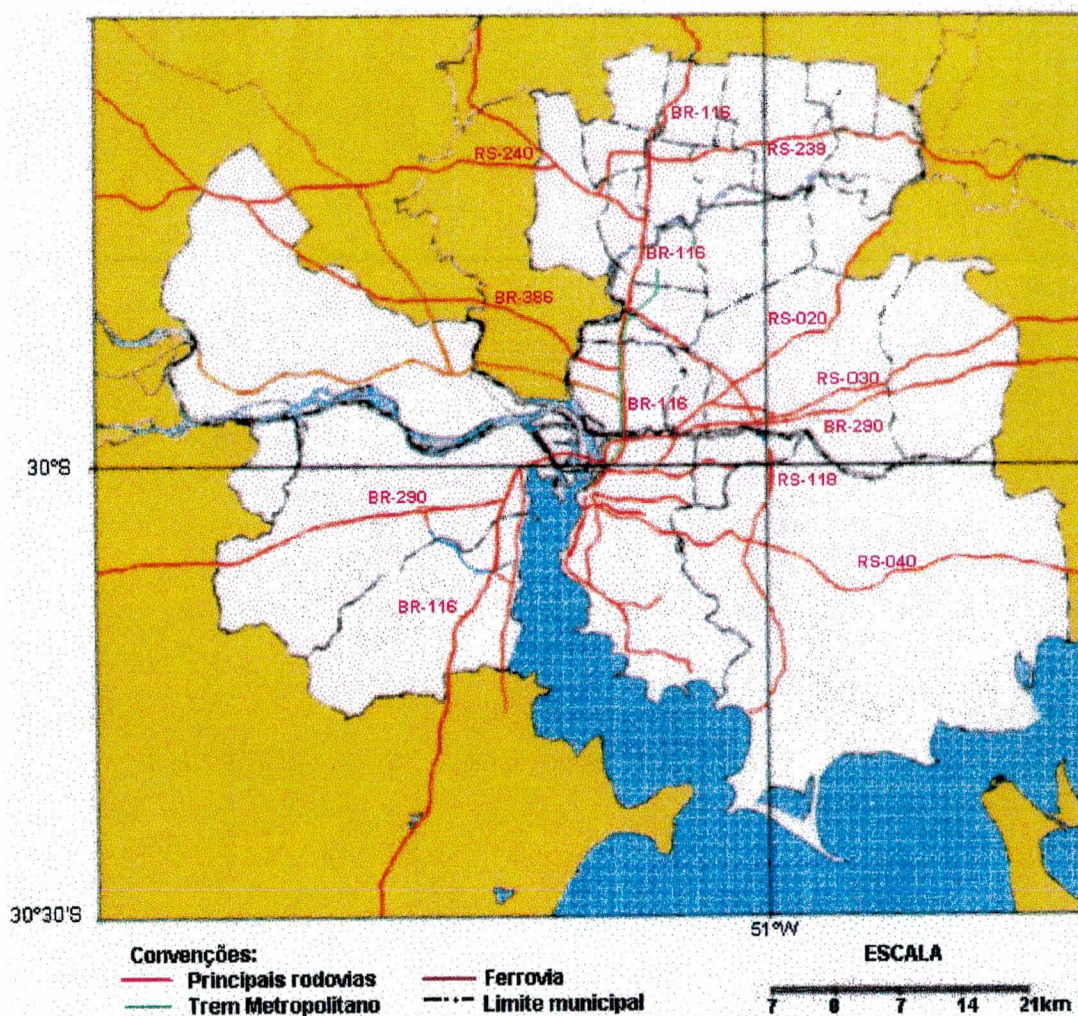 BR-116
RS-240
RS-239
BR-116
BR-386
RS-020
RS-030
BR-116
BR-290
30°S
RS-118
BR-290
RS-040
BR-116
30°30'S
51°W
Convenções:
Principais rodovias
Ferrovia
Trem Metropolitano
Limite municipal
ESCALA
7 0 7 14 21km